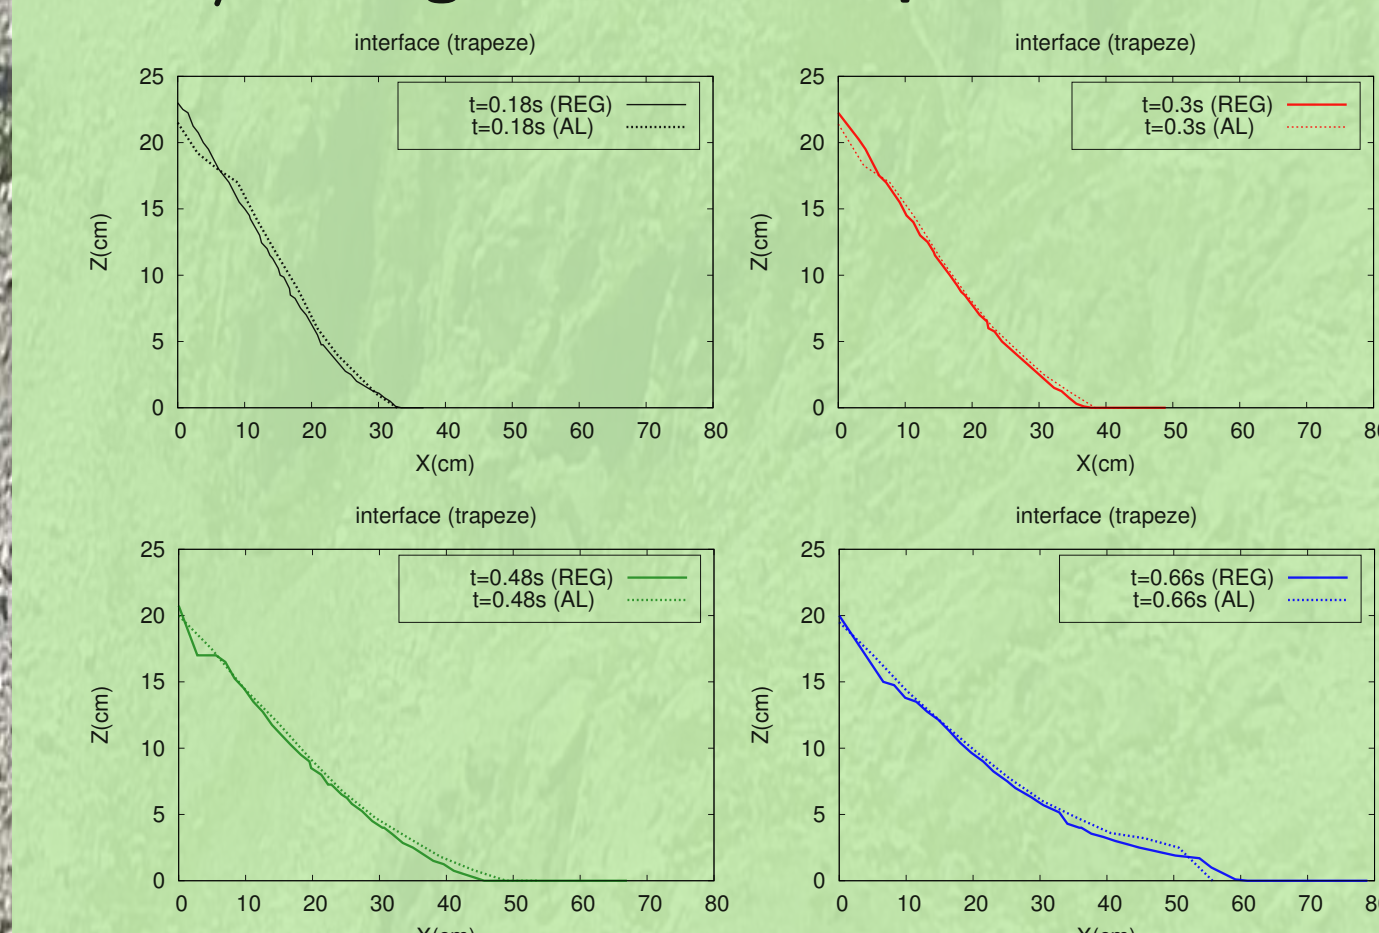 interface (trapeze)
25
20
15
10
5
0
Z(cm)
t=0.18s (REG)
t=0.18s (AL)
0 10 20 30 40 50 60 70 80
X(cm)
interface (trapeze)
25
20
15
10
5
0
Z(cm)
t=0.3s (REG)
t=0.3s (AL)
0 10 20 30 40 50 60 70
X(cm)
interface (trapeze)
25
20
15
10
5
0
Z(cm)
t=0.48s (REG)
t=0.48s (AL)
0 10 20 30 40 50 60 70 80
X(cm)
interface (trapeze)
25
20
15
10
5
0
Z(cm)
t=0.66s (REG)
t=0.66s (AL)
0 10 20 30 40 50 60 70
X(cm)